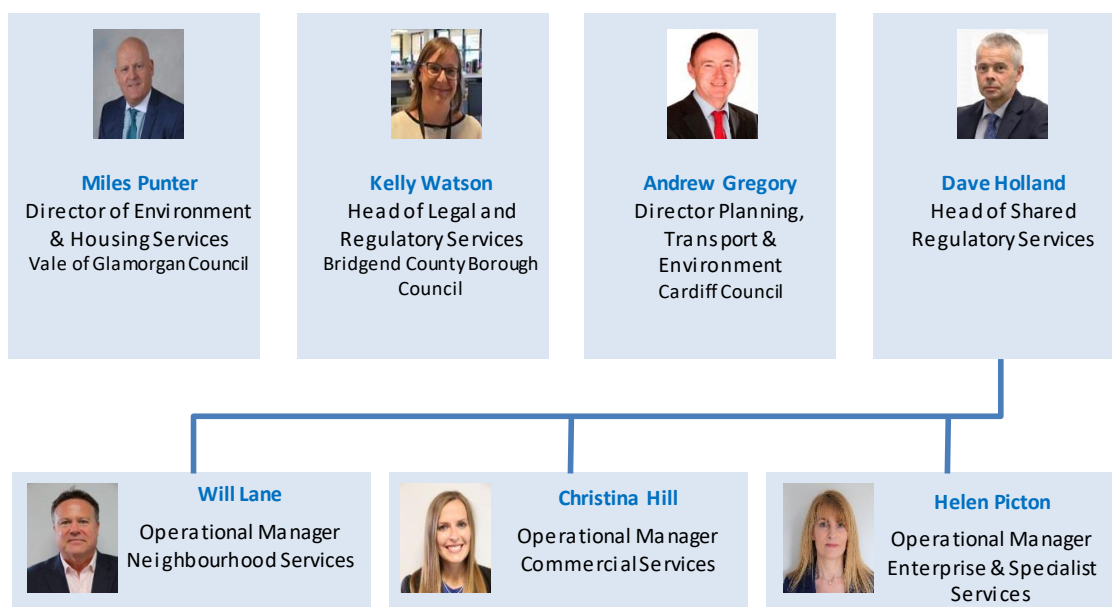 Miles Punter
Director of Environment
& Housing Services
Vale of Glamorgan Council
Kelly Watson
Head of Legal and
Regulatory Services
Bridgend County Borough
Council
Andrew Gregory
Director Planning,
Transport &
Environment
Cardiff Council
Dave Holland
Head of Shared
Regulatory Services
Will Lane
Operational Manager
Neighbourhood Services
Christina Hill
Operational Manager
Commercial Services
Helen Picton
Operational Manager
Enterprise & Specialist
Services